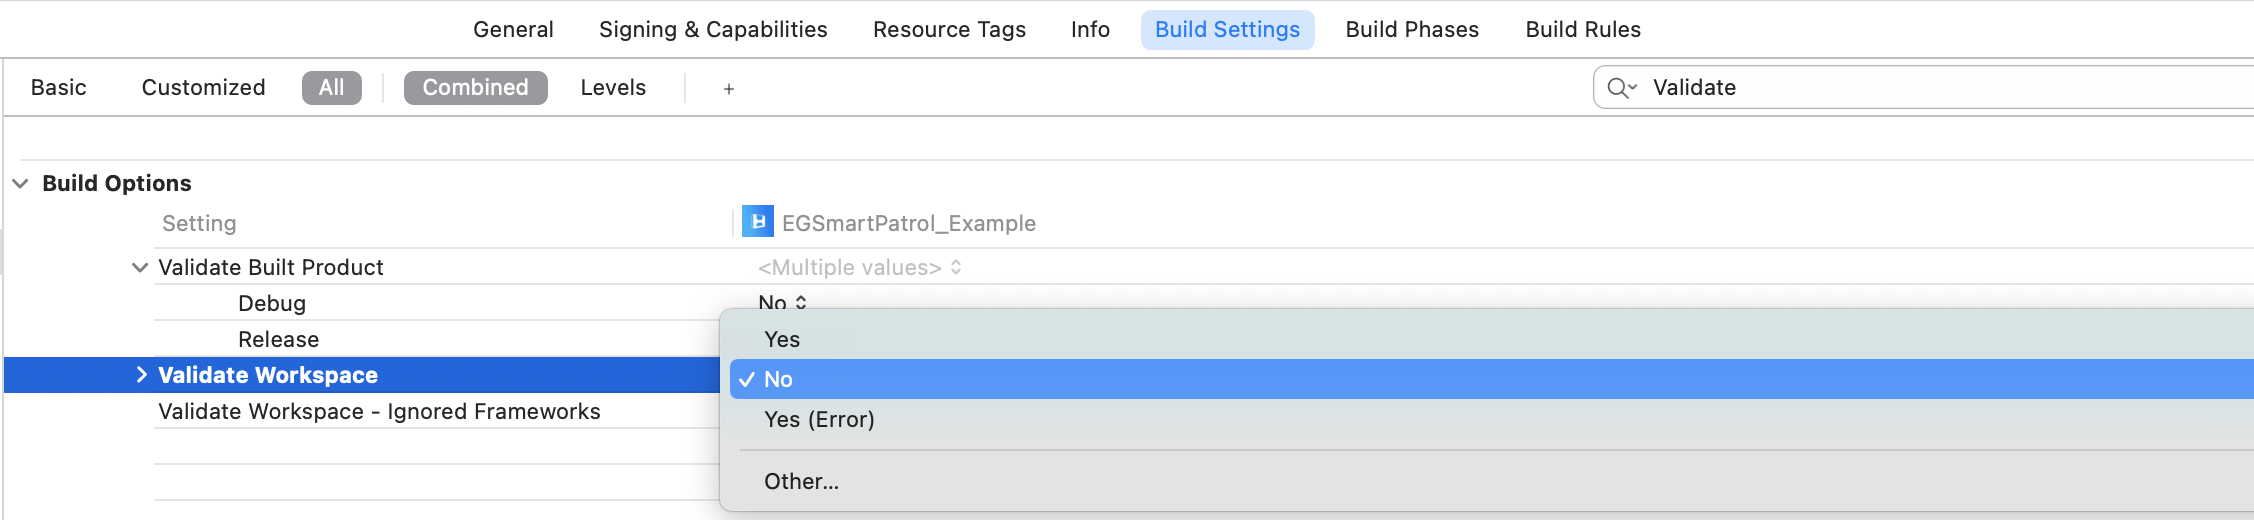 General Signing & Capabilities Resource Tags Info Build Settings Build Phases Build Rules
Basic Customized All Combined Levels + Validate
Build Options
Setting EGSmartPatrol_Example
Validate Built Product <Multiple values>
Debug No
Release Yes
Validate Workspace No
Validate Workspace - Ignored Frameworks Yes (Error)
Other...